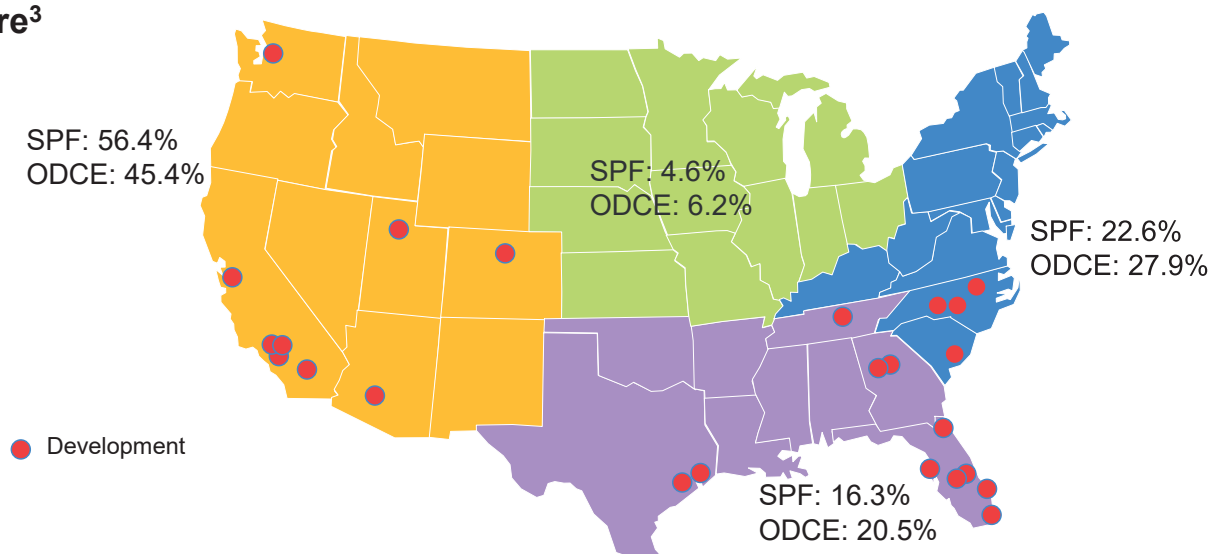 re3
SPF: 56.4%
ODCE: 45.4%
SPF: 4.6%
ODCE: 6.2%
SPF: 22.6%
ODCE: 27.9%
Development
SPF: 16.3%
ODCE: 20.5%